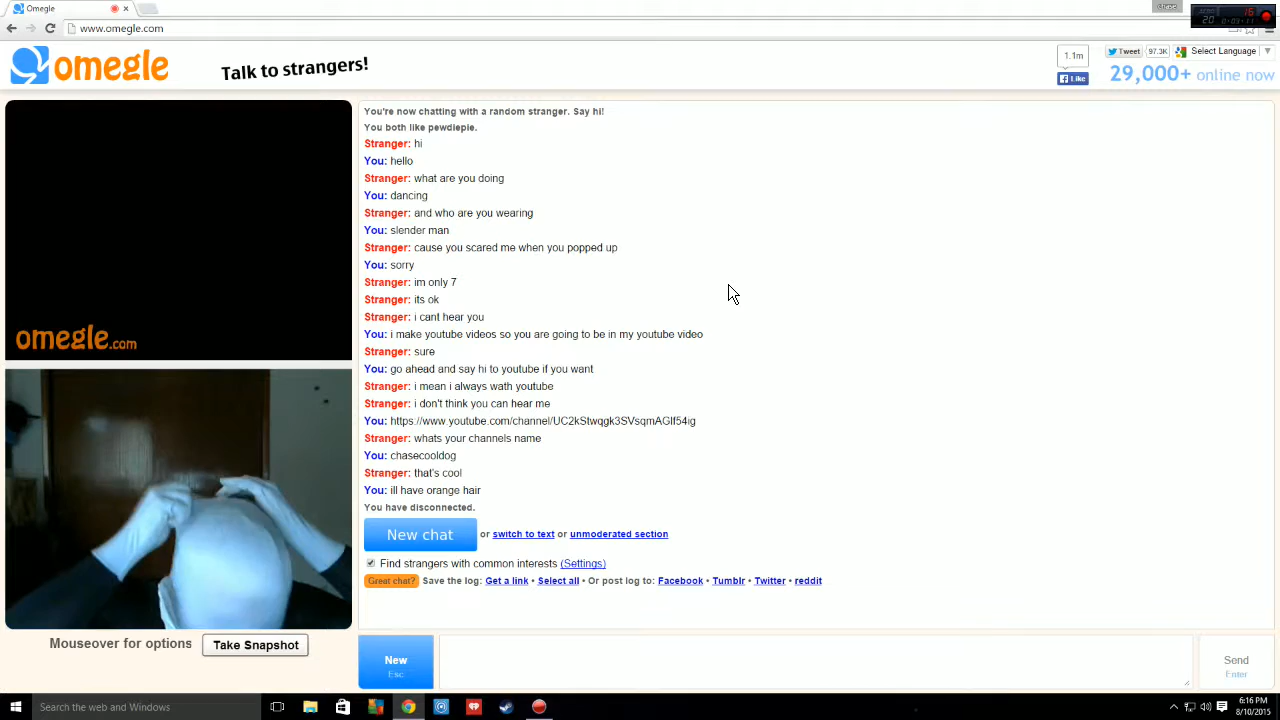 Omegle
www.omegle.com
omegle
Talk to strangers!
1.1m
Like
Tweet
97.3K
Select Language
29,000+ online now
omegle.com
You're now chatting with a random stranger. Say hi!
You both like pewdiepie.
Stranger: hi
You: hello
Stranger: what are you doing
You: dancing
Stranger: and who are you wearing
You: slender man
Stranger: cause you scared me when you popped up
You: sorry
Stranger: im only 7
Stranger: its ok
Stranger: i cant hear you
You: i make youtube videos so you are going to be in my youtube video
Stranger: sure
You: go ahead and say hi to youtube if you want
Stranger: i mean i always wath youtube
Stranger: i don't think you can hear me
You: https://www.youtube.com/channel/UC2kStwqgk3SVsqmAGlf54ig
Stranger: whats your channels name
You: chasecooldog
Stranger: that's cool
You: ill have orange hair
You have disconnected.
New chat or switch to text or unmoderated section
Find strangers with common interests (Settings)
Great chat? Save the log: Get a link • Select all • Or post log to: Facebook • Tumblr • Twitter • reddit
Mouseover for options
Take Snapshot
New
Esc
Send
Enter
Search the web and Windows
6:16 PM
8/10/2015